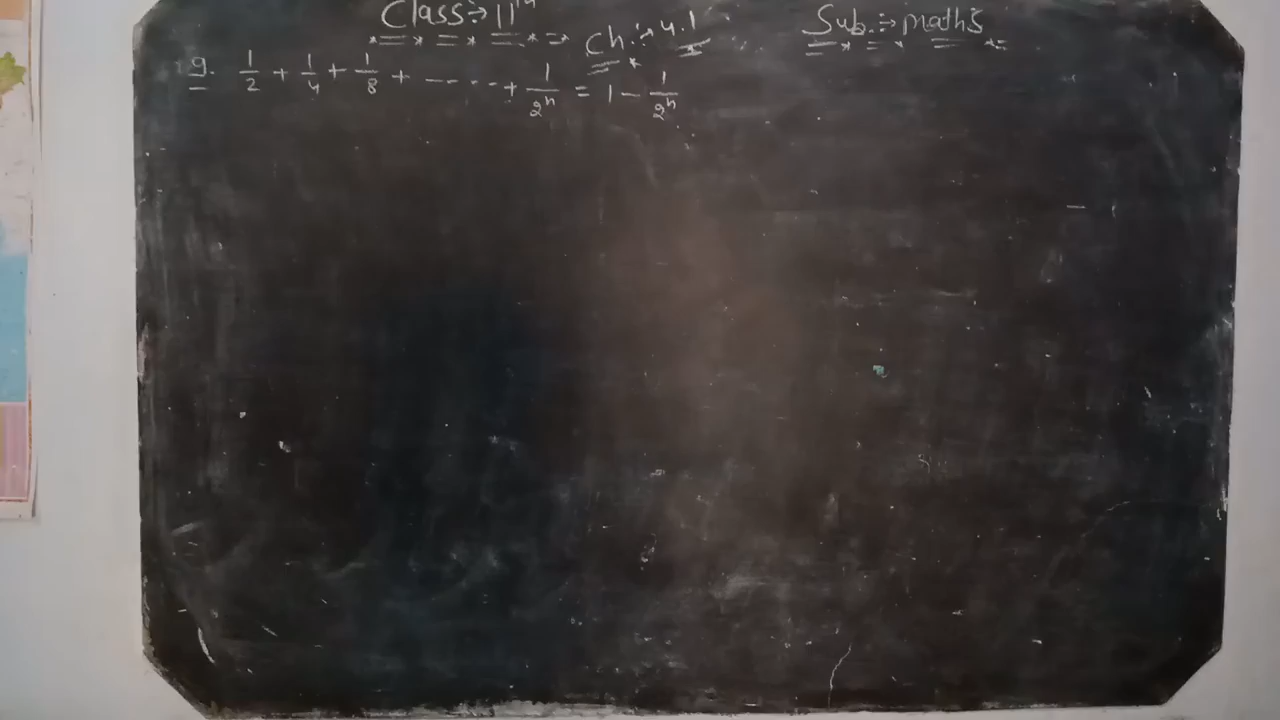 Class :- 11th
Ch. :- 4.1
Sub. :- maths
9. 1/2 + 1/4 + 1/8 + ------ + 1/2ⁿ = 1 - 1/2ⁿ